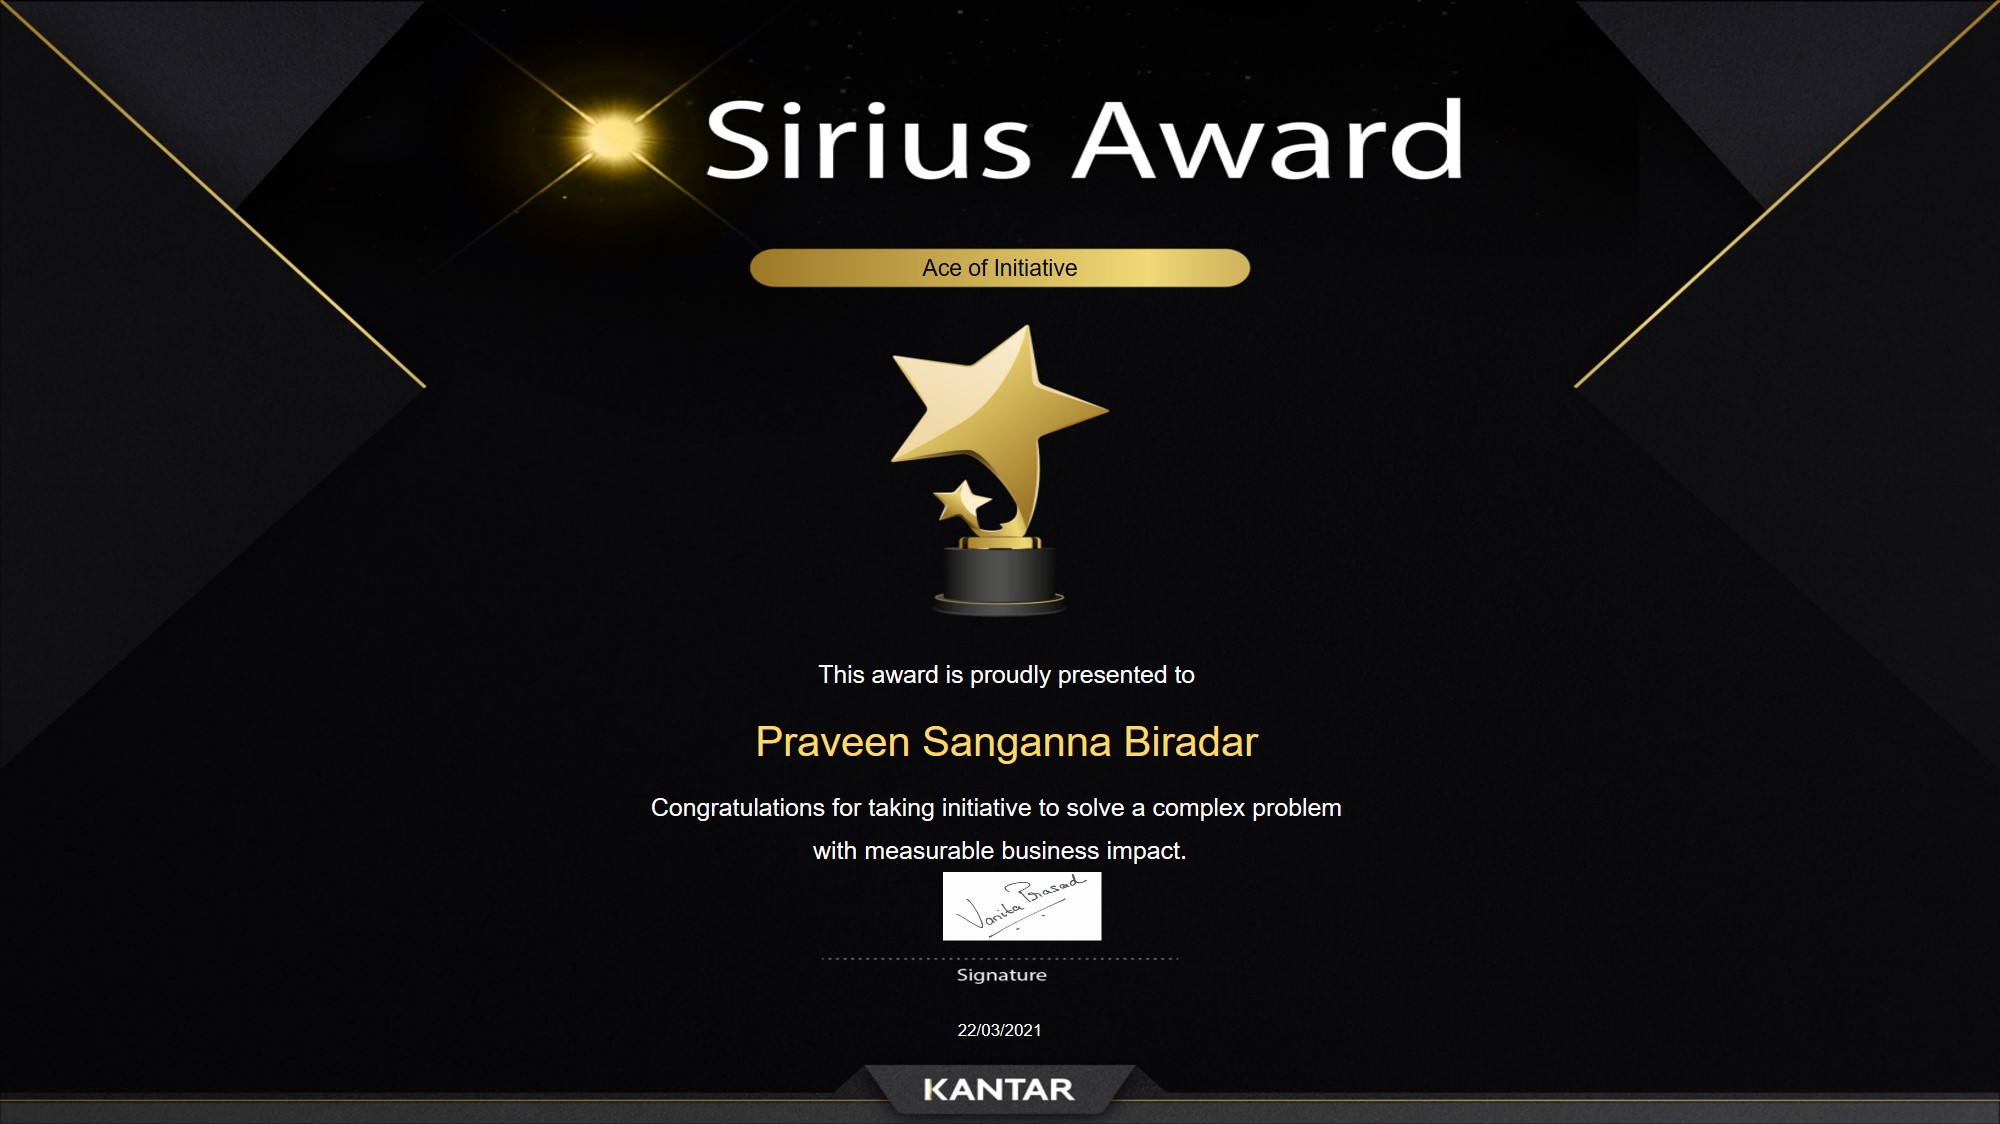 Sirius Award
Ace of Initiative
This award is proudly presented to
Praveen Sanganna Biradar
Congratulations for taking initiative to solve a complex problem
with measurable business impact.
Vanita Prasad
Signature
22/03/2021
KANTAR